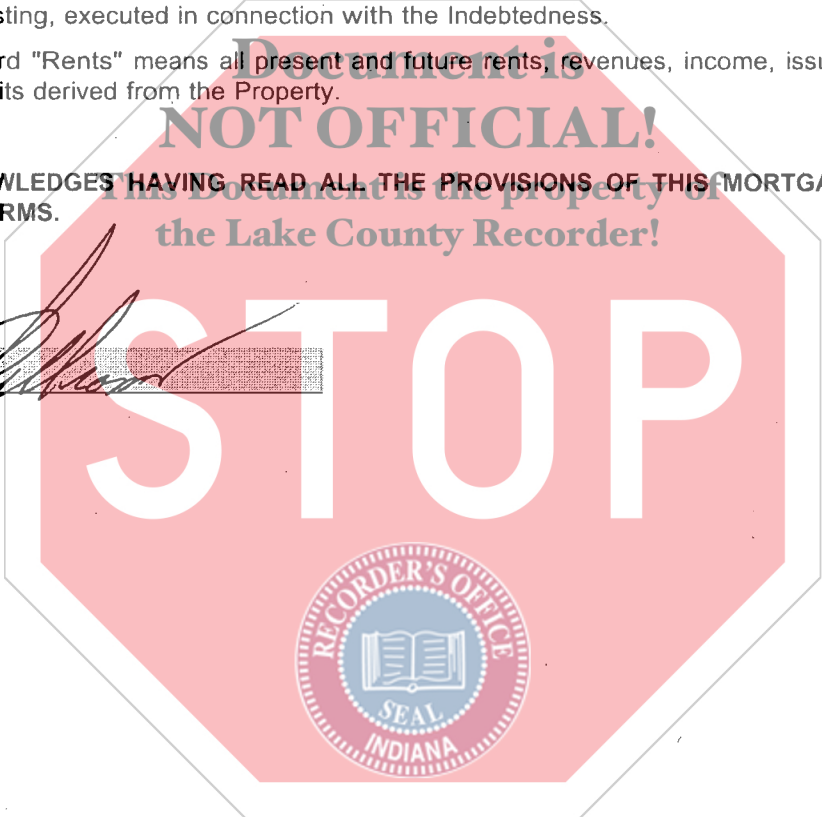 sting, executed in connection with the Indebtedness.
rd "Rents" means all present and future rents, revenues, income, issu
its derived from the Property.
Document is
NOT OFFICIAL!
WLEDGES HAVING READ ALL THE PROVISIONS OF THIS MORTGA
This Document is the property of
RMS.
the Lake County Recorder!
STOP
RECORDER'S OFFICE
SEAL
INDIANA